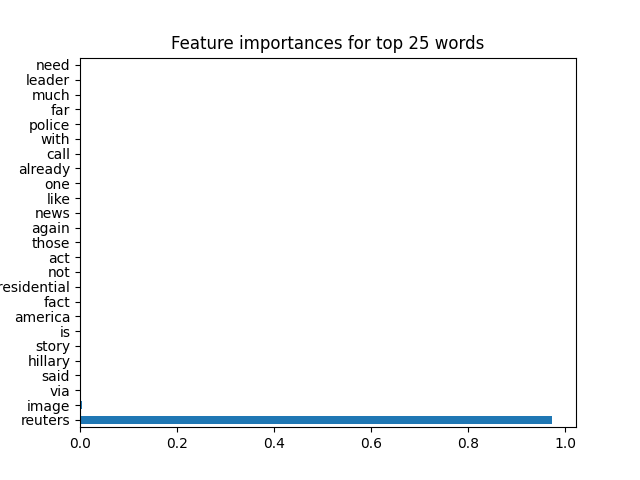 Feature importances for top 25 words
need
leader
much
far
police
with
call
already
one
like
news
again
those
act
not
residential
fact
america
is
story
hillary
said
via
image
reuters
0.0 0.2 0.4 0.6 0.8 1.0